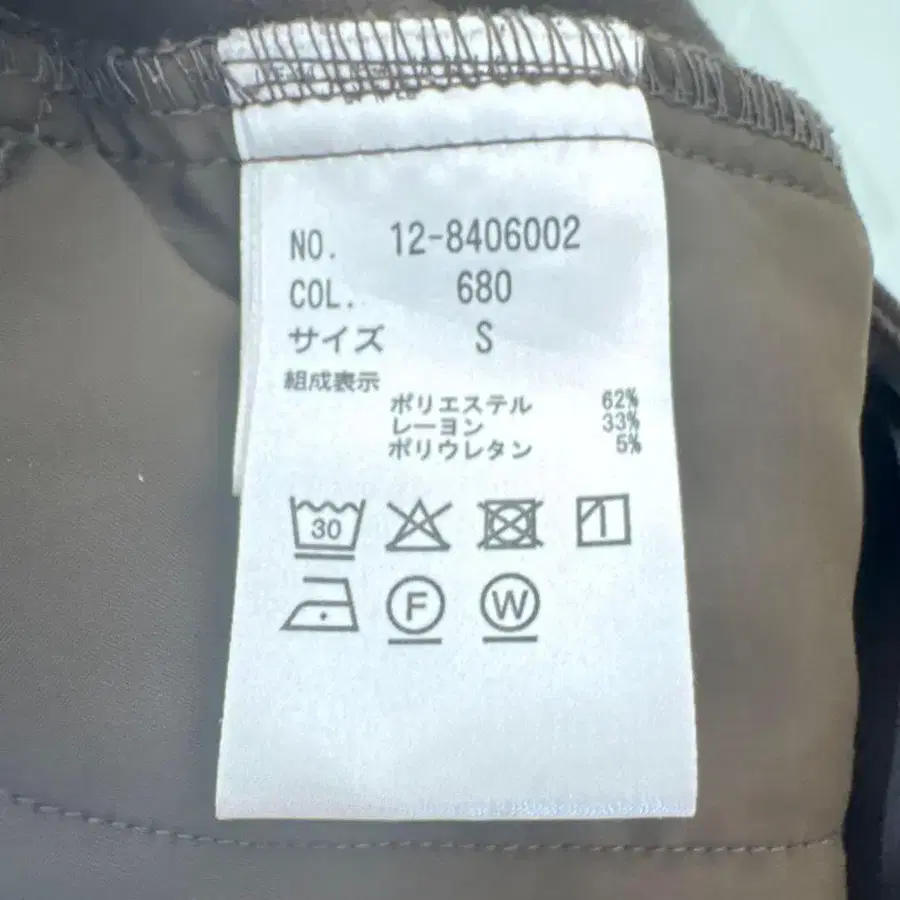 NO. 12-8406002
COL. 680
サイズ S
組成表示
ポリエステル 62%
レーヨン 33%
ポリウレタン 5%
30
F W